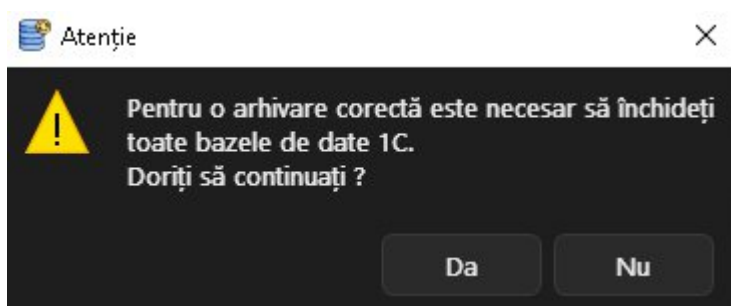 Atenție
Pentru o arhivare corectă este necesar să închideți
toate bazele de date 1C.
Doriți să continuați ?
Da
Nu